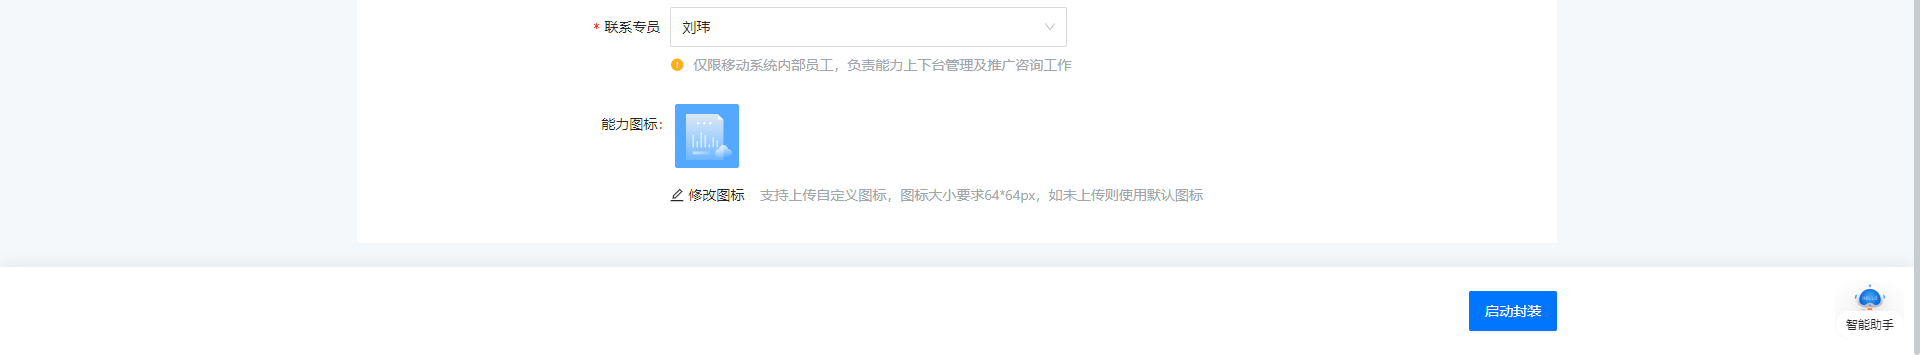 * 联系专员 刘玮
仅限移动系统内部员工，负责能力上下台管理及推广咨询工作
能力图标：
修改图标 支持上传自定义图标，图标大小要求64*64px，如未上传则使用默认图标
启动封装
智能助手